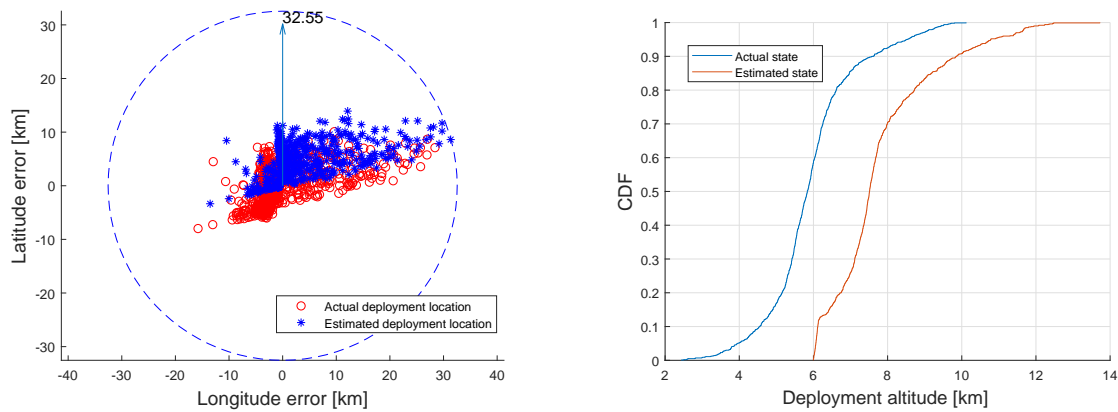 32.55
30
20
10
0
-10
-20
-30
Latitude error [km]
Actual deployment location
Estimated deployment location
-40 -30 -20 -10 0 10 20 30 40
Longitude error [km]
1
0.9
0.8
0.7
0.6
0.5
0.4
0.3
0.2
0.1
0
CDF
Actual state
Estimated state
2 4 6 8 10 12 14
Deployment altitude [km]